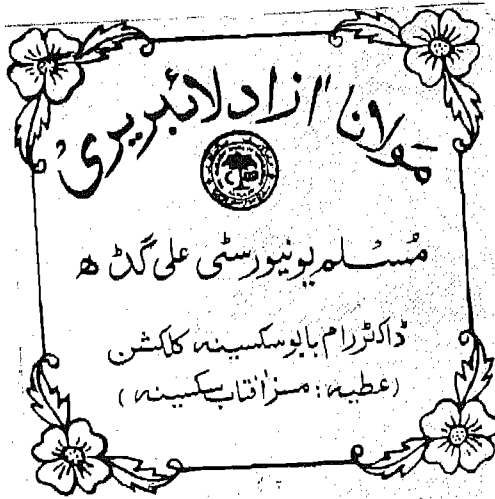 مولانا آزاد لائبریری
مسلم یونیورسٹی علی گڑھ
ڈاکٹر رام بابو سکسینہ کلکشن
(عطیہ: مسز آفتاب سکسینہ)